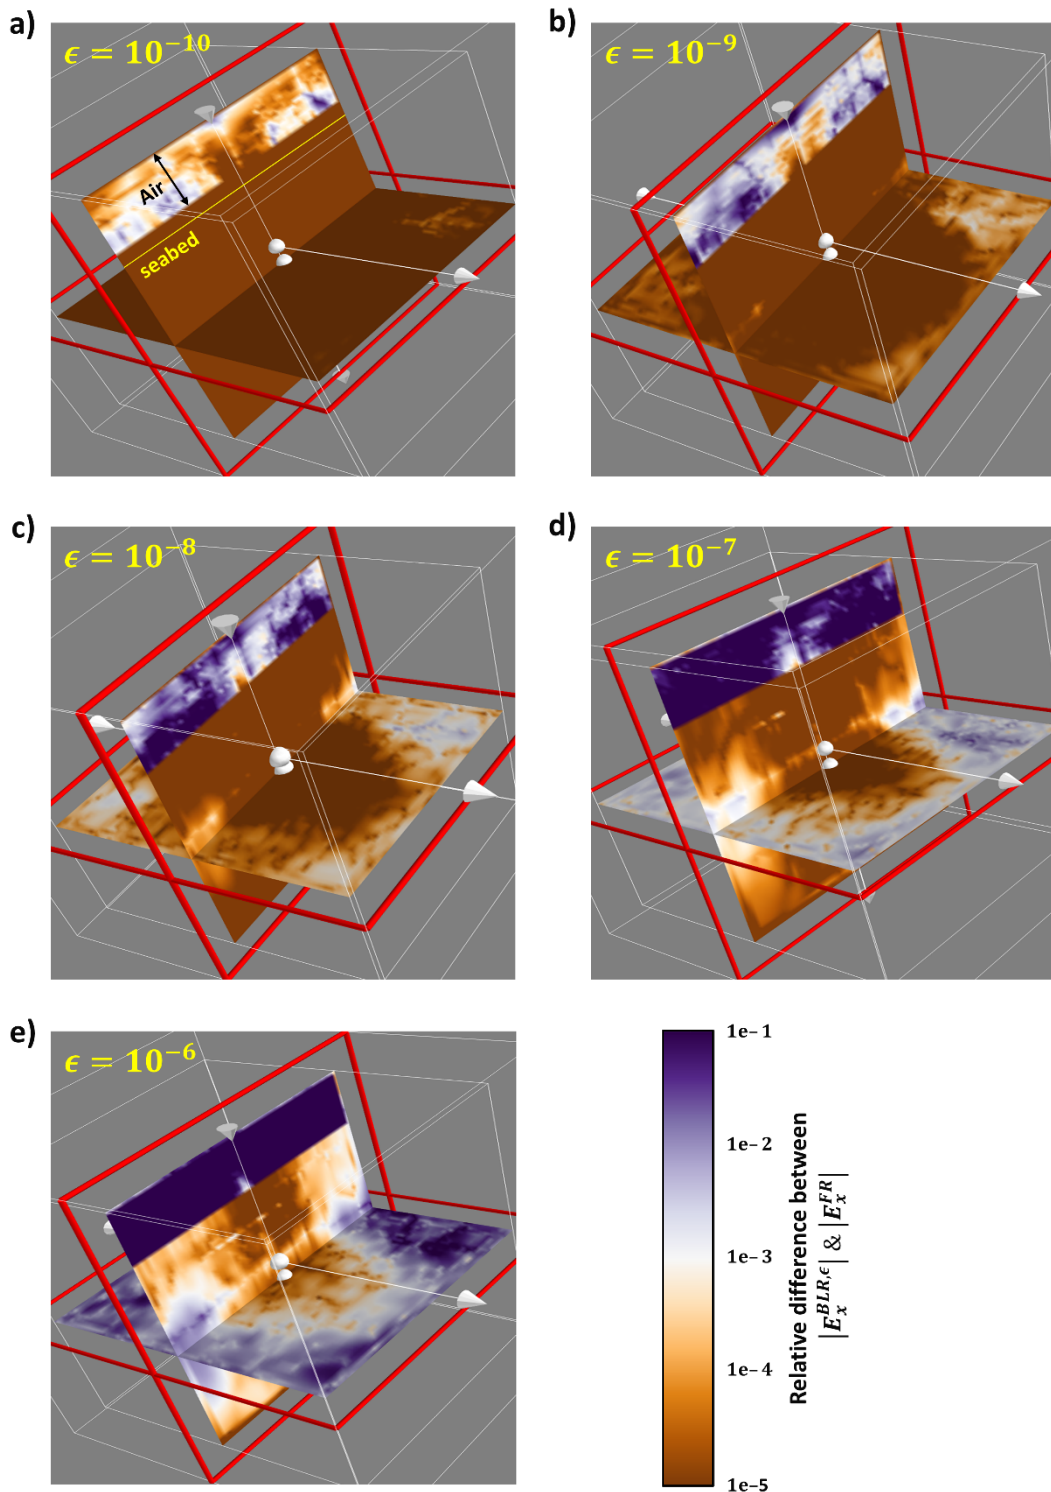 a)
ϵ = 10⁻¹⁰
Air
seabed
b)
ϵ = 10⁻⁹
c)
ϵ = 10⁻⁸
d)
ϵ = 10⁻⁷
e)
ϵ = 10⁻⁶
1e-1
1e-2
1e-3
1e-4
1e-5
Relative difference between
|E_x^{BLR,ϵ}| & |E_x^{FR}|